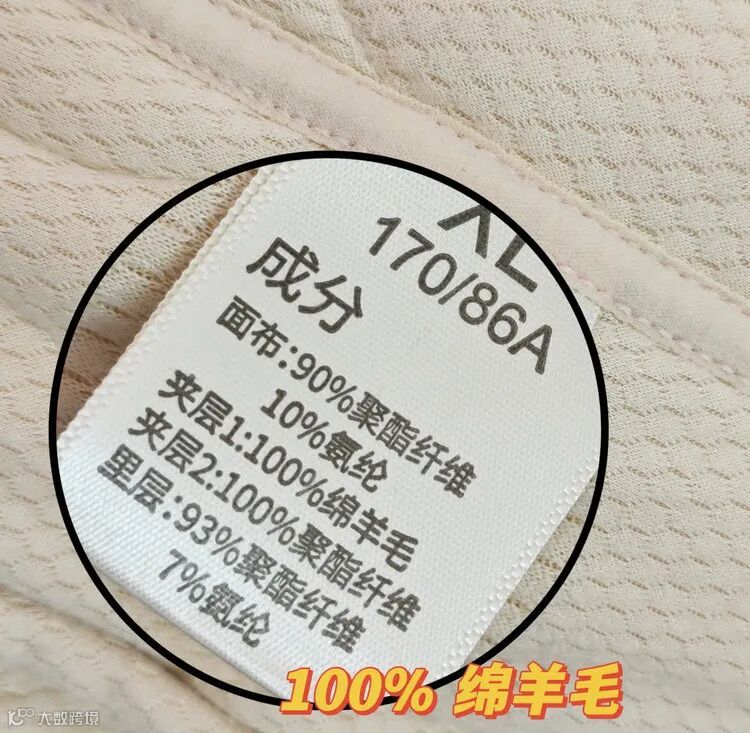 XL
170/86A
成分
面布:90%聚酯纤维
10%氨纶
夹层1:100%绵羊毛
夹层2:100%聚酯纤维
里层:93%聚酯纤维
7%氨纶
100% 绵羊毛
大数跨境